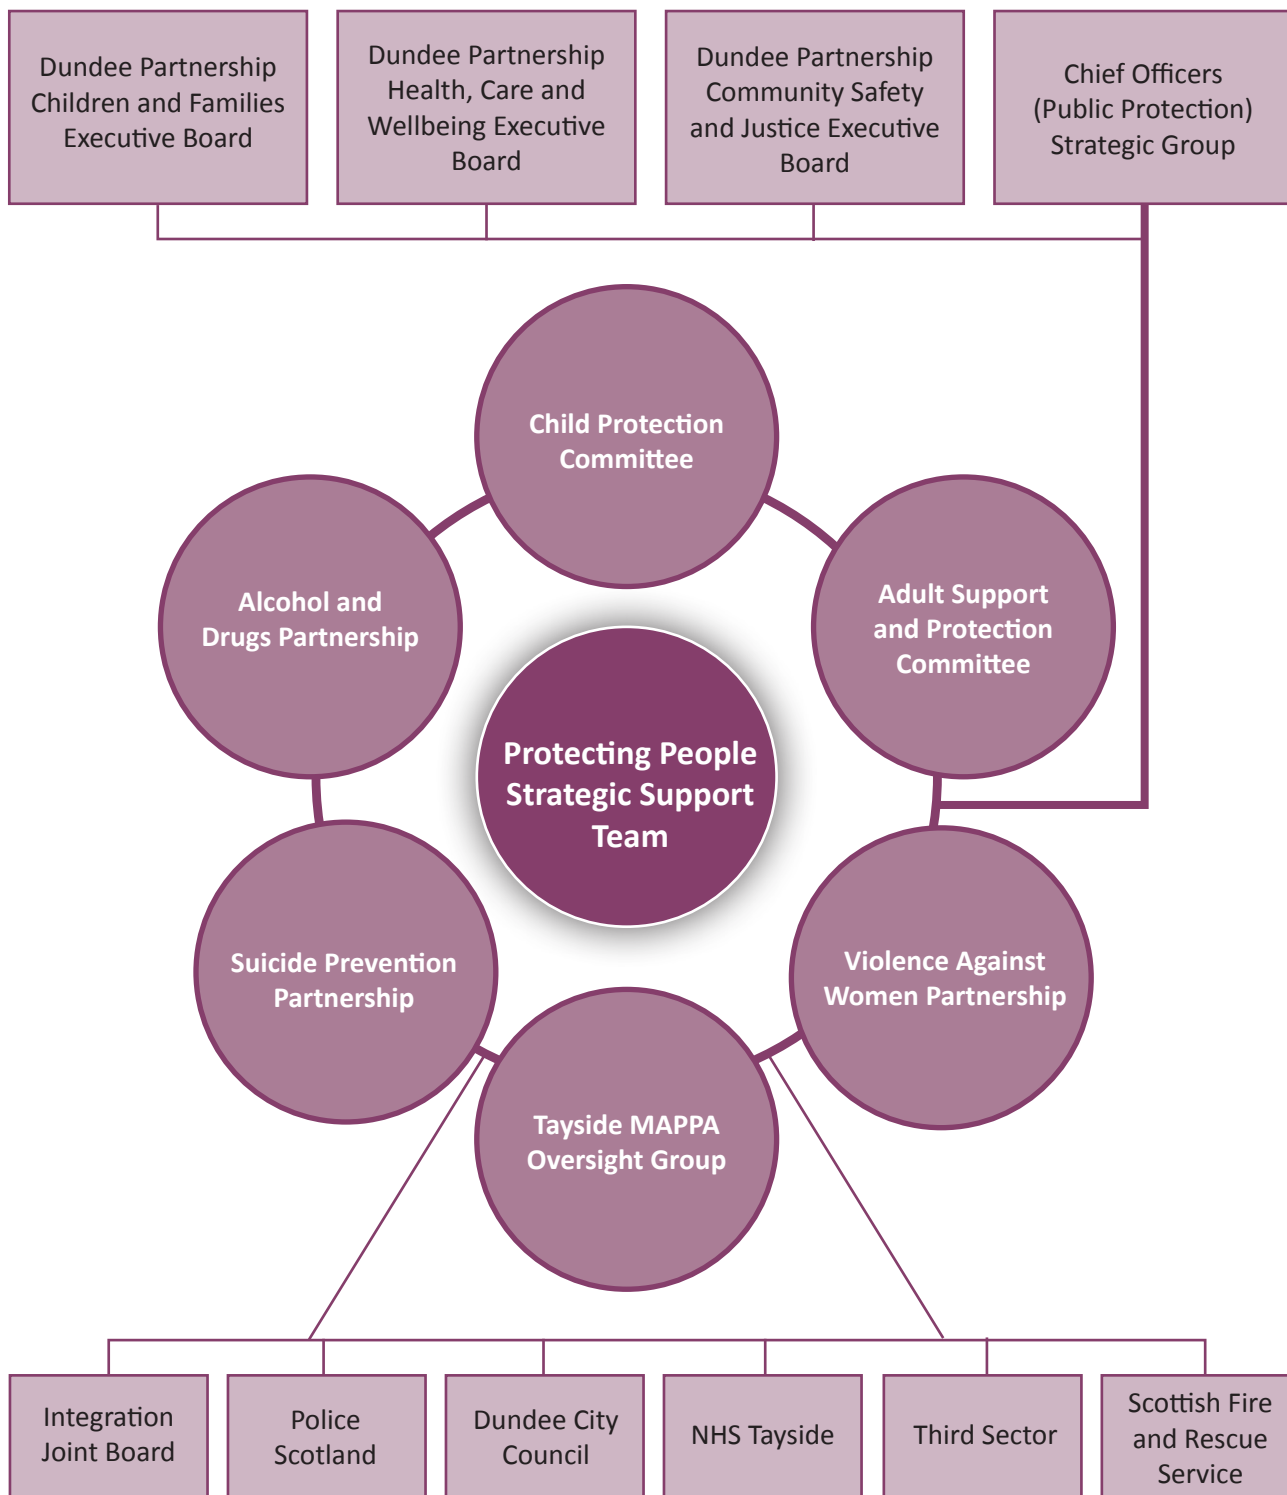 Dundee Partnership
Children and Families
Executive Board
Dundee Partnership
Health, Care and
Wellbeing Executive
Board
Dundee Partnership
Community Safety
and Justice Executive
Board
Chief Officers
(Public Protection)
Strategic Group
Child Protection
Committee
Alcohol and
Drugs Partnership
Adult Support
and Protection
Committee
Protecting People
Strategic Support
Team
Suicide Prevention
Partnership
Violence Against
Women Partnership
Tayside MAPPA
Oversight Group
Integration
Joint Board
Police
Scotland
Dundee City
Council
NHS Tayside
Third Sector
Scottish Fire
and Rescue
Service